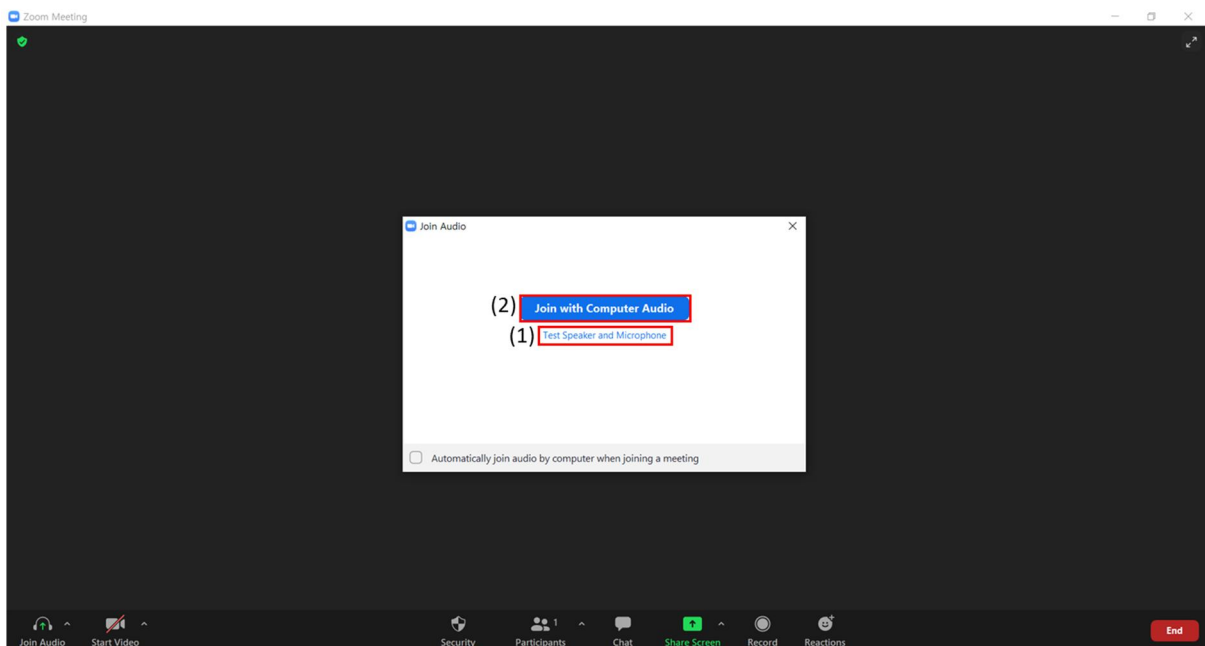 Zoom Meeting
Join Audio
(2) Join with Computer Audio
(1) Test Speaker and Microphone
Automatically join audio by computer when joining a meeting
1
Join Audio Start Video Security Participants Chat Share Screen Record Reactions End